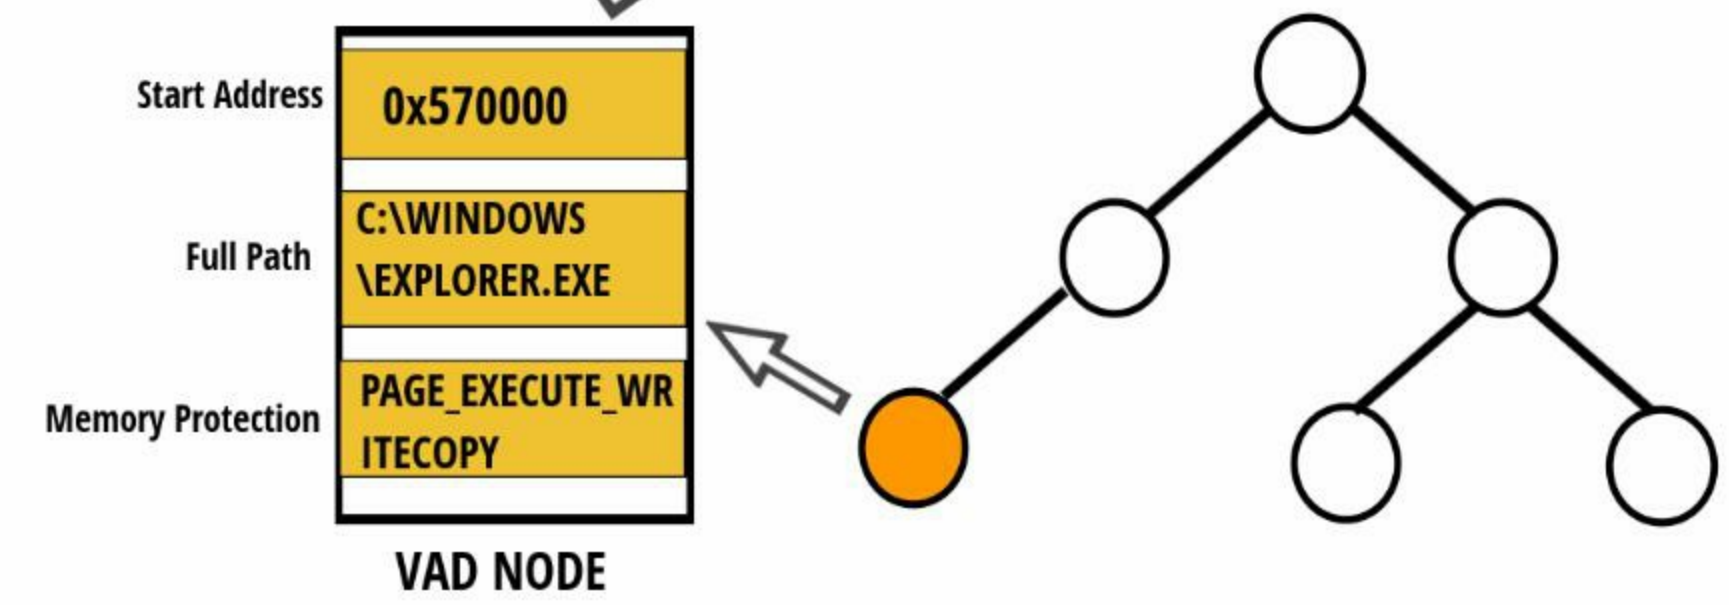 Start Address
0x570000
Full Path
C:\WINDOWS
\EXPLORER.EXE
Memory Protection
PAGE_EXECUTE_WR
ITECOPY
VAD NODE